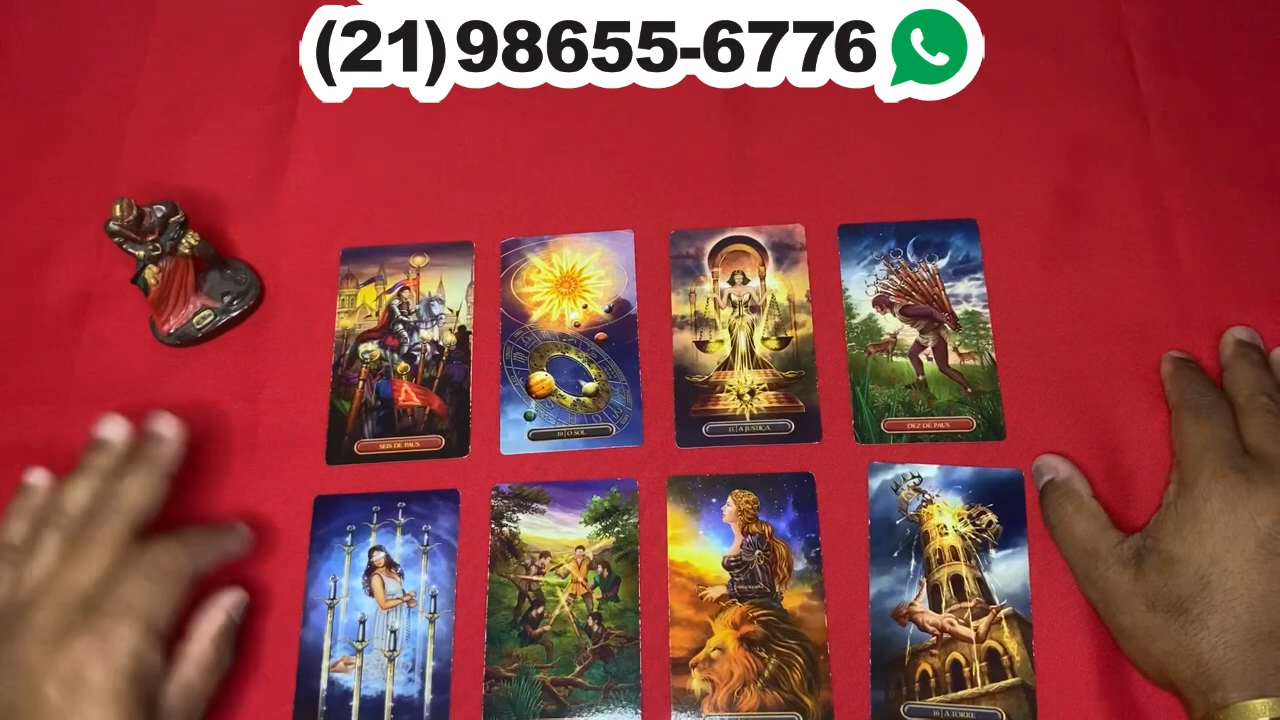 (21)98655-6776
SEIS DE PAUS
19 | O SOL
11 | A JUSTIÇA
DEZ DE PAUS
16 | A TORRE